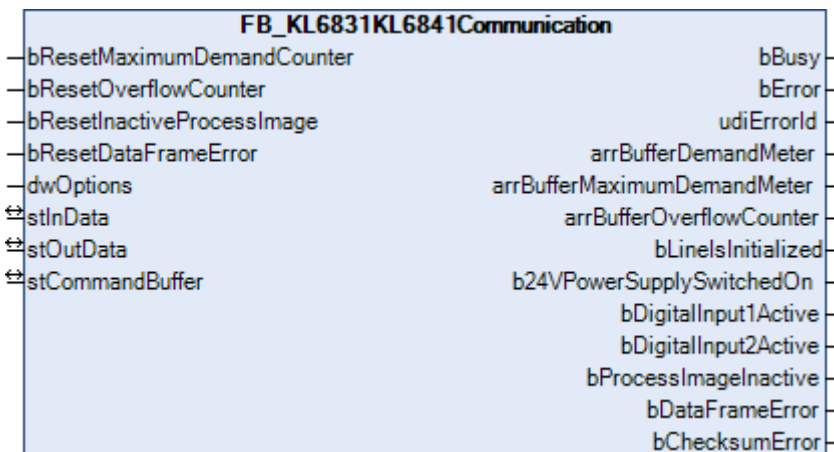 FB_KL6831KL6841Communication
bResetMaximumDemandCounter bBusy
bResetOverflowCounter bError
bResetInactiveProcessImage udiErrorId
bResetDataFrameError arrBufferDemandMeter
dwOptions arrBufferMaximumDemandMeter
stInData arrBufferOverflowCounter
stOutData bLineIsInitialized
stCommandBuffer b24VPowerSupplySwitchedOn
bDigitalInput1Active
bDigitalInput2Active
bProcessImageInactive
bDataFrameError
bChecksumError